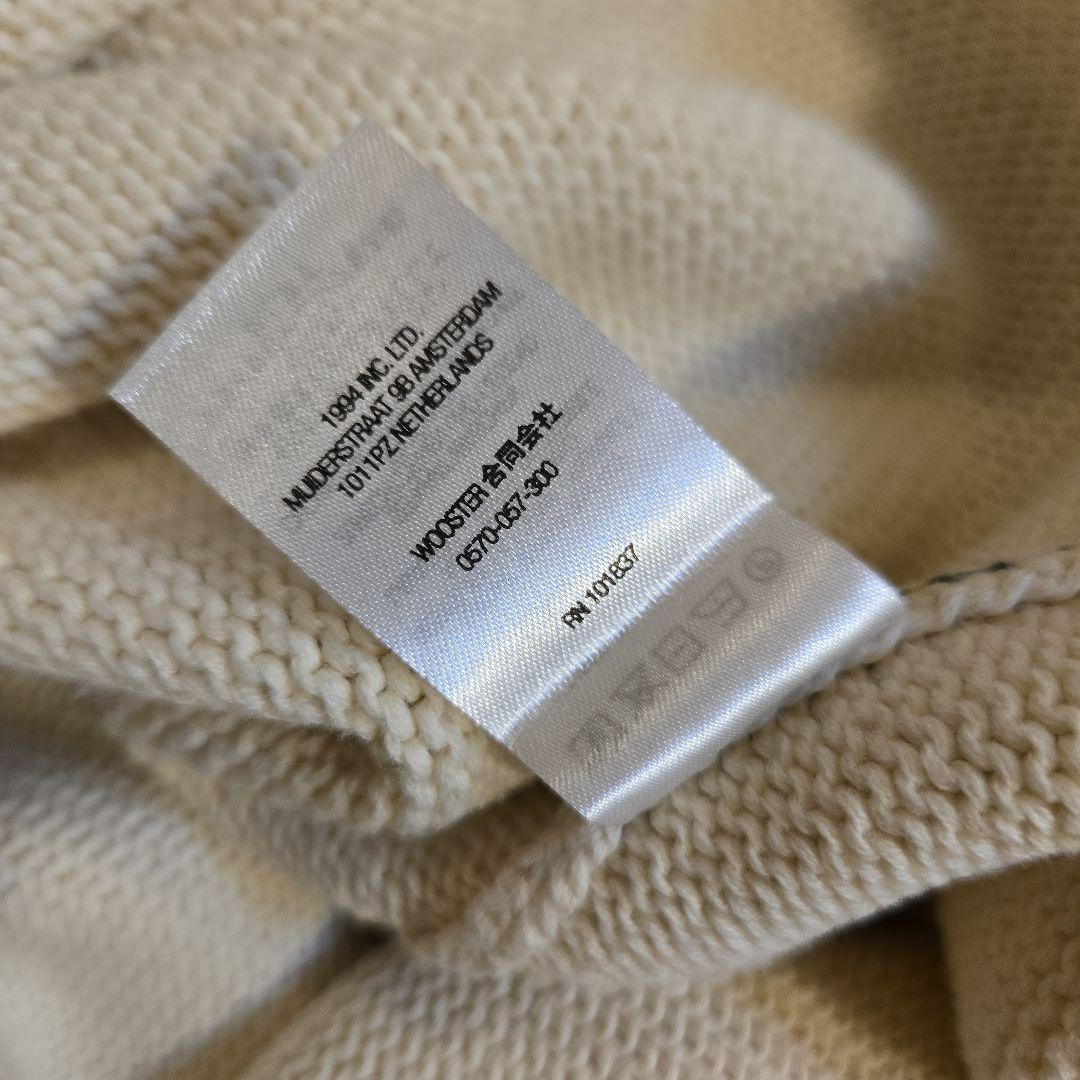 1994 INC. LTD.
MUIDERSTRAAT 9B AMSTERDAM
1011PZ NETHERLANDS
WOOSTER 合同会社
0570-057-300
RN 101837